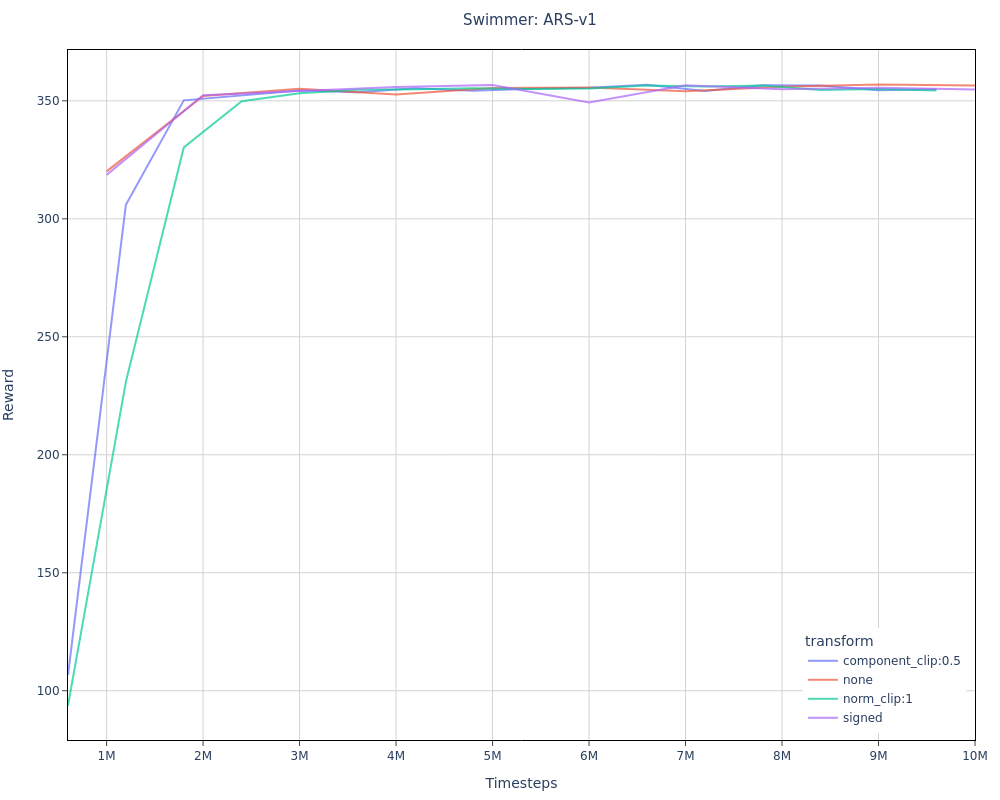 Swimmer: ARS-v1
Reward
350
300
250
200
150
100
1M 2M 3M 4M 5M 6M 7M 8M 9M 10M
Timesteps
transform
component_clip:0.5
none
norm_clip:1
signed